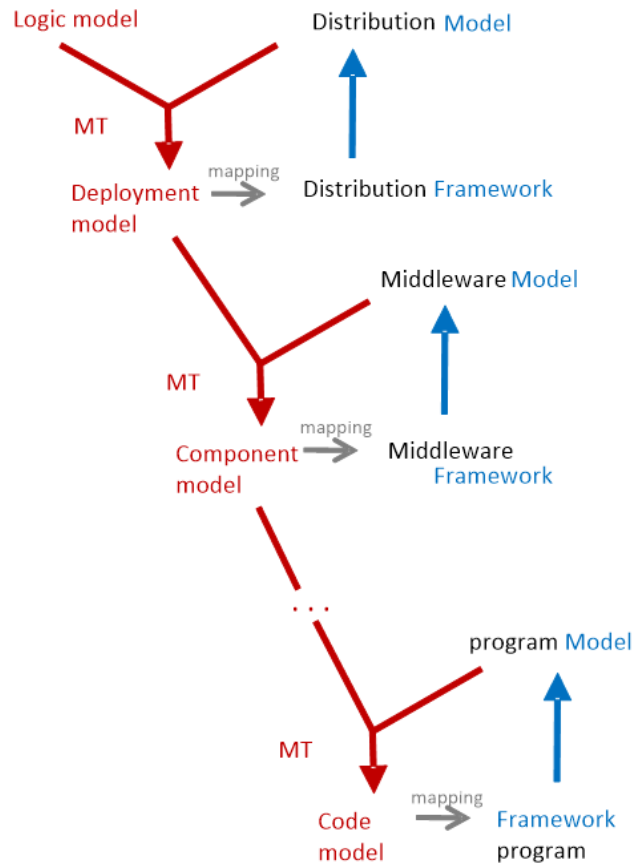 Logic model
Distribution Model
MT
mapping
Deployment
model
Distribution Framework
Middleware Model
MT
mapping
Component
model
Middleware
Framework
...
program Model
MT
mapping
Code
model
Framework
program